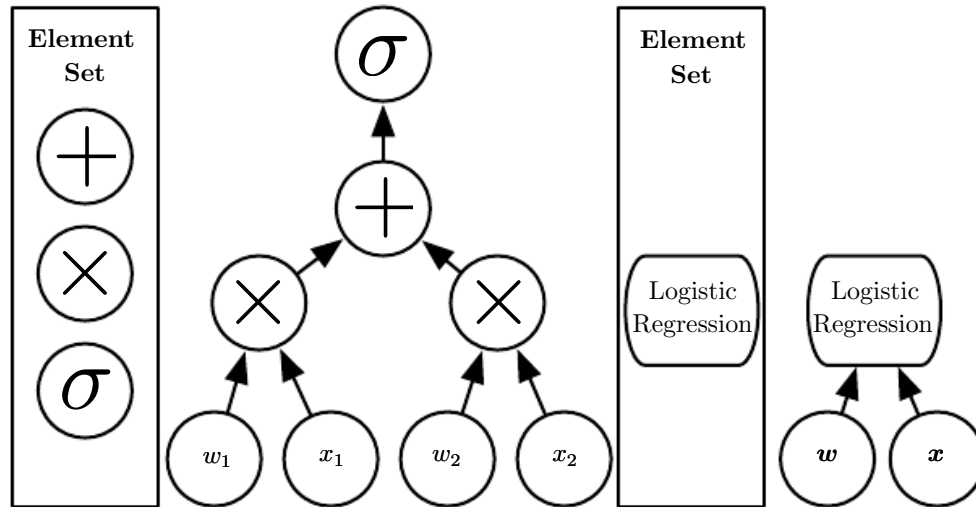 Element
Set
+
×
σ
σ
+
×
×
w₁
x₁
w₂
x₂
Element
Set
Logistic
Regression
Logistic
Regression
w
x